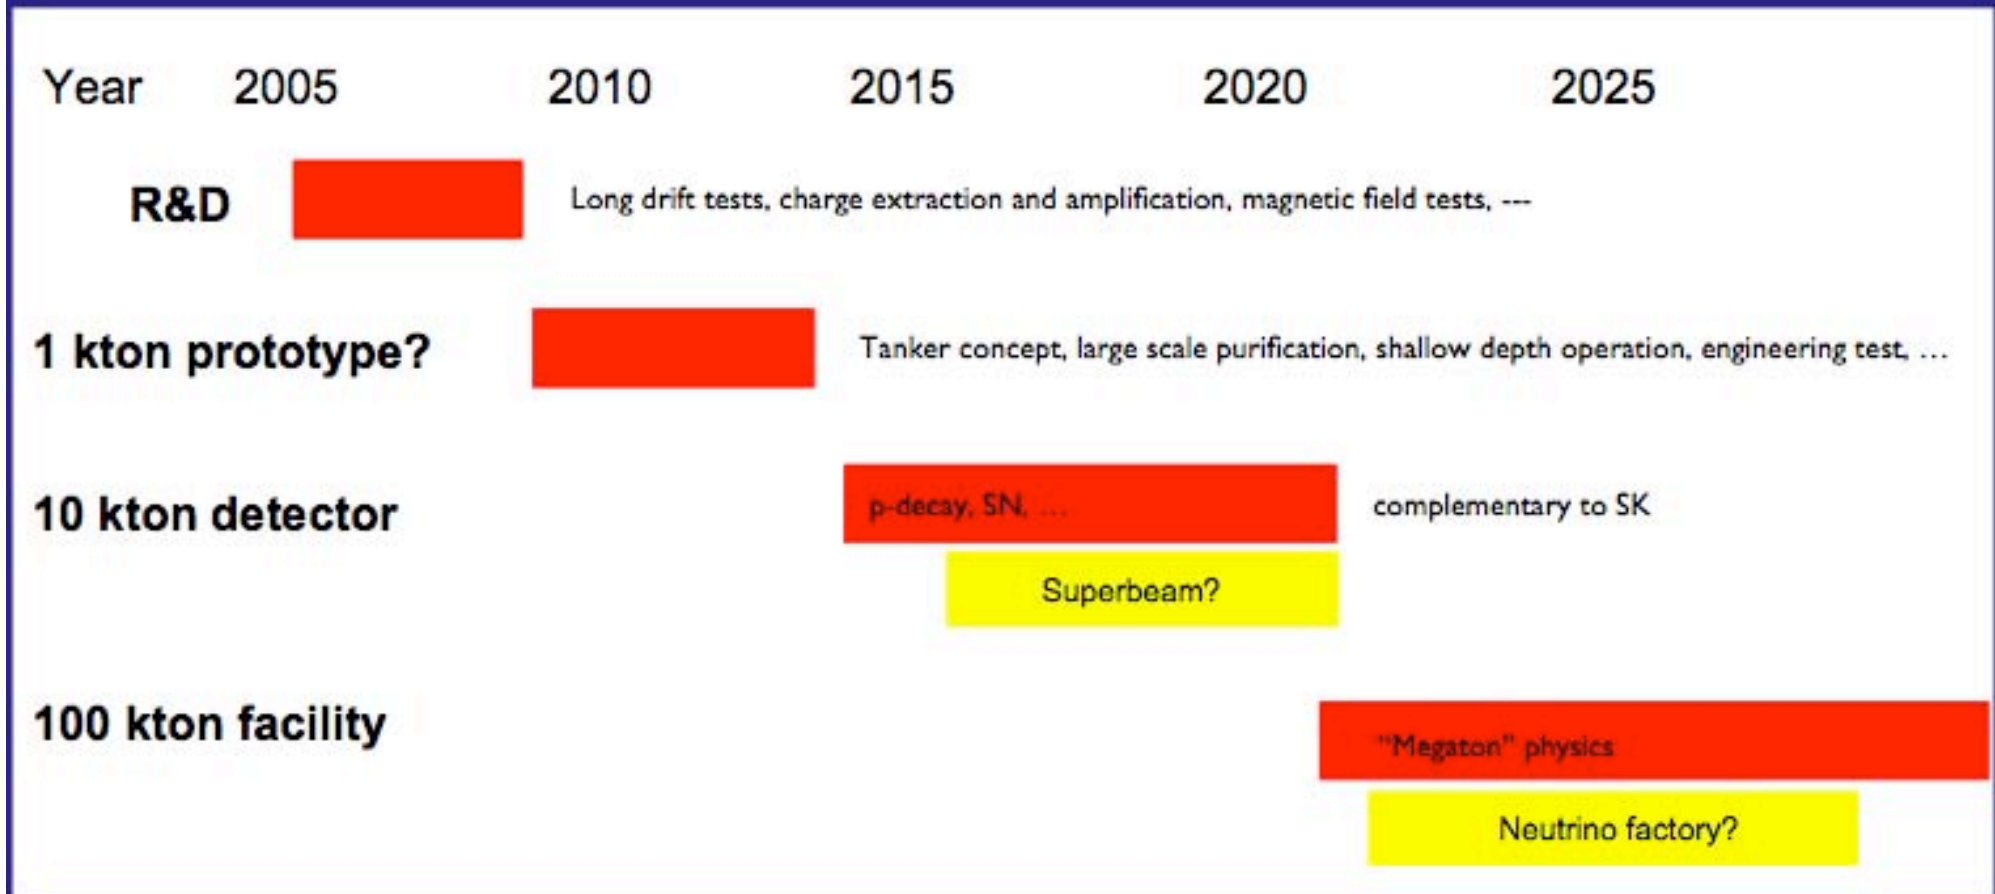 Year 2005 2010 2015 2020 2025
R&D Long drift tests, charge extraction and amplification, magnetic field tests, ---
1 kton prototype? Tanker concept, large scale purification, shallow depth operation, engineering test, …
10 kton detector p-decay, SN, … complementary to SK
Superbeam?
100 kton facility "Megaton" physics
Neutrino factory?